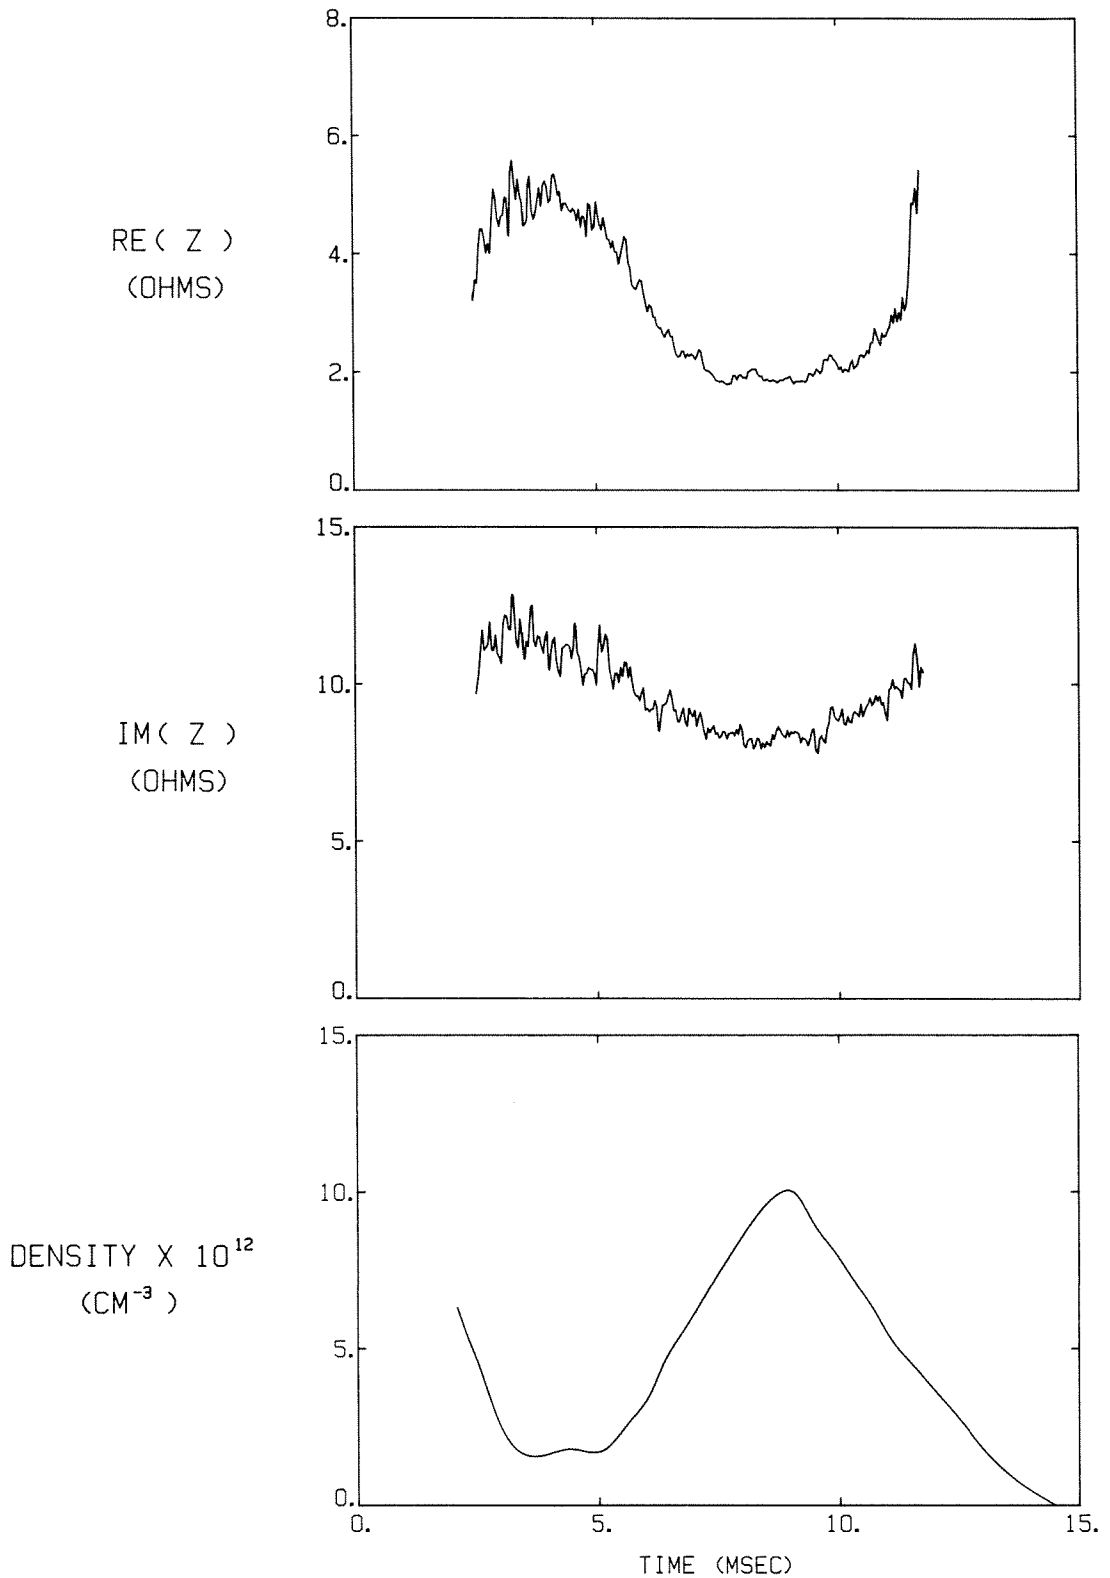 8.
6.
RE( Z )
4.
(OHMS)
2.
0.
15.
10.
IM( Z )
(OHMS)
5.
0.
15.
10.
DENSITY X 10¹²
(CM⁻³ )
5.
0.
0. 5. 10. 15.
TIME (MSEC)